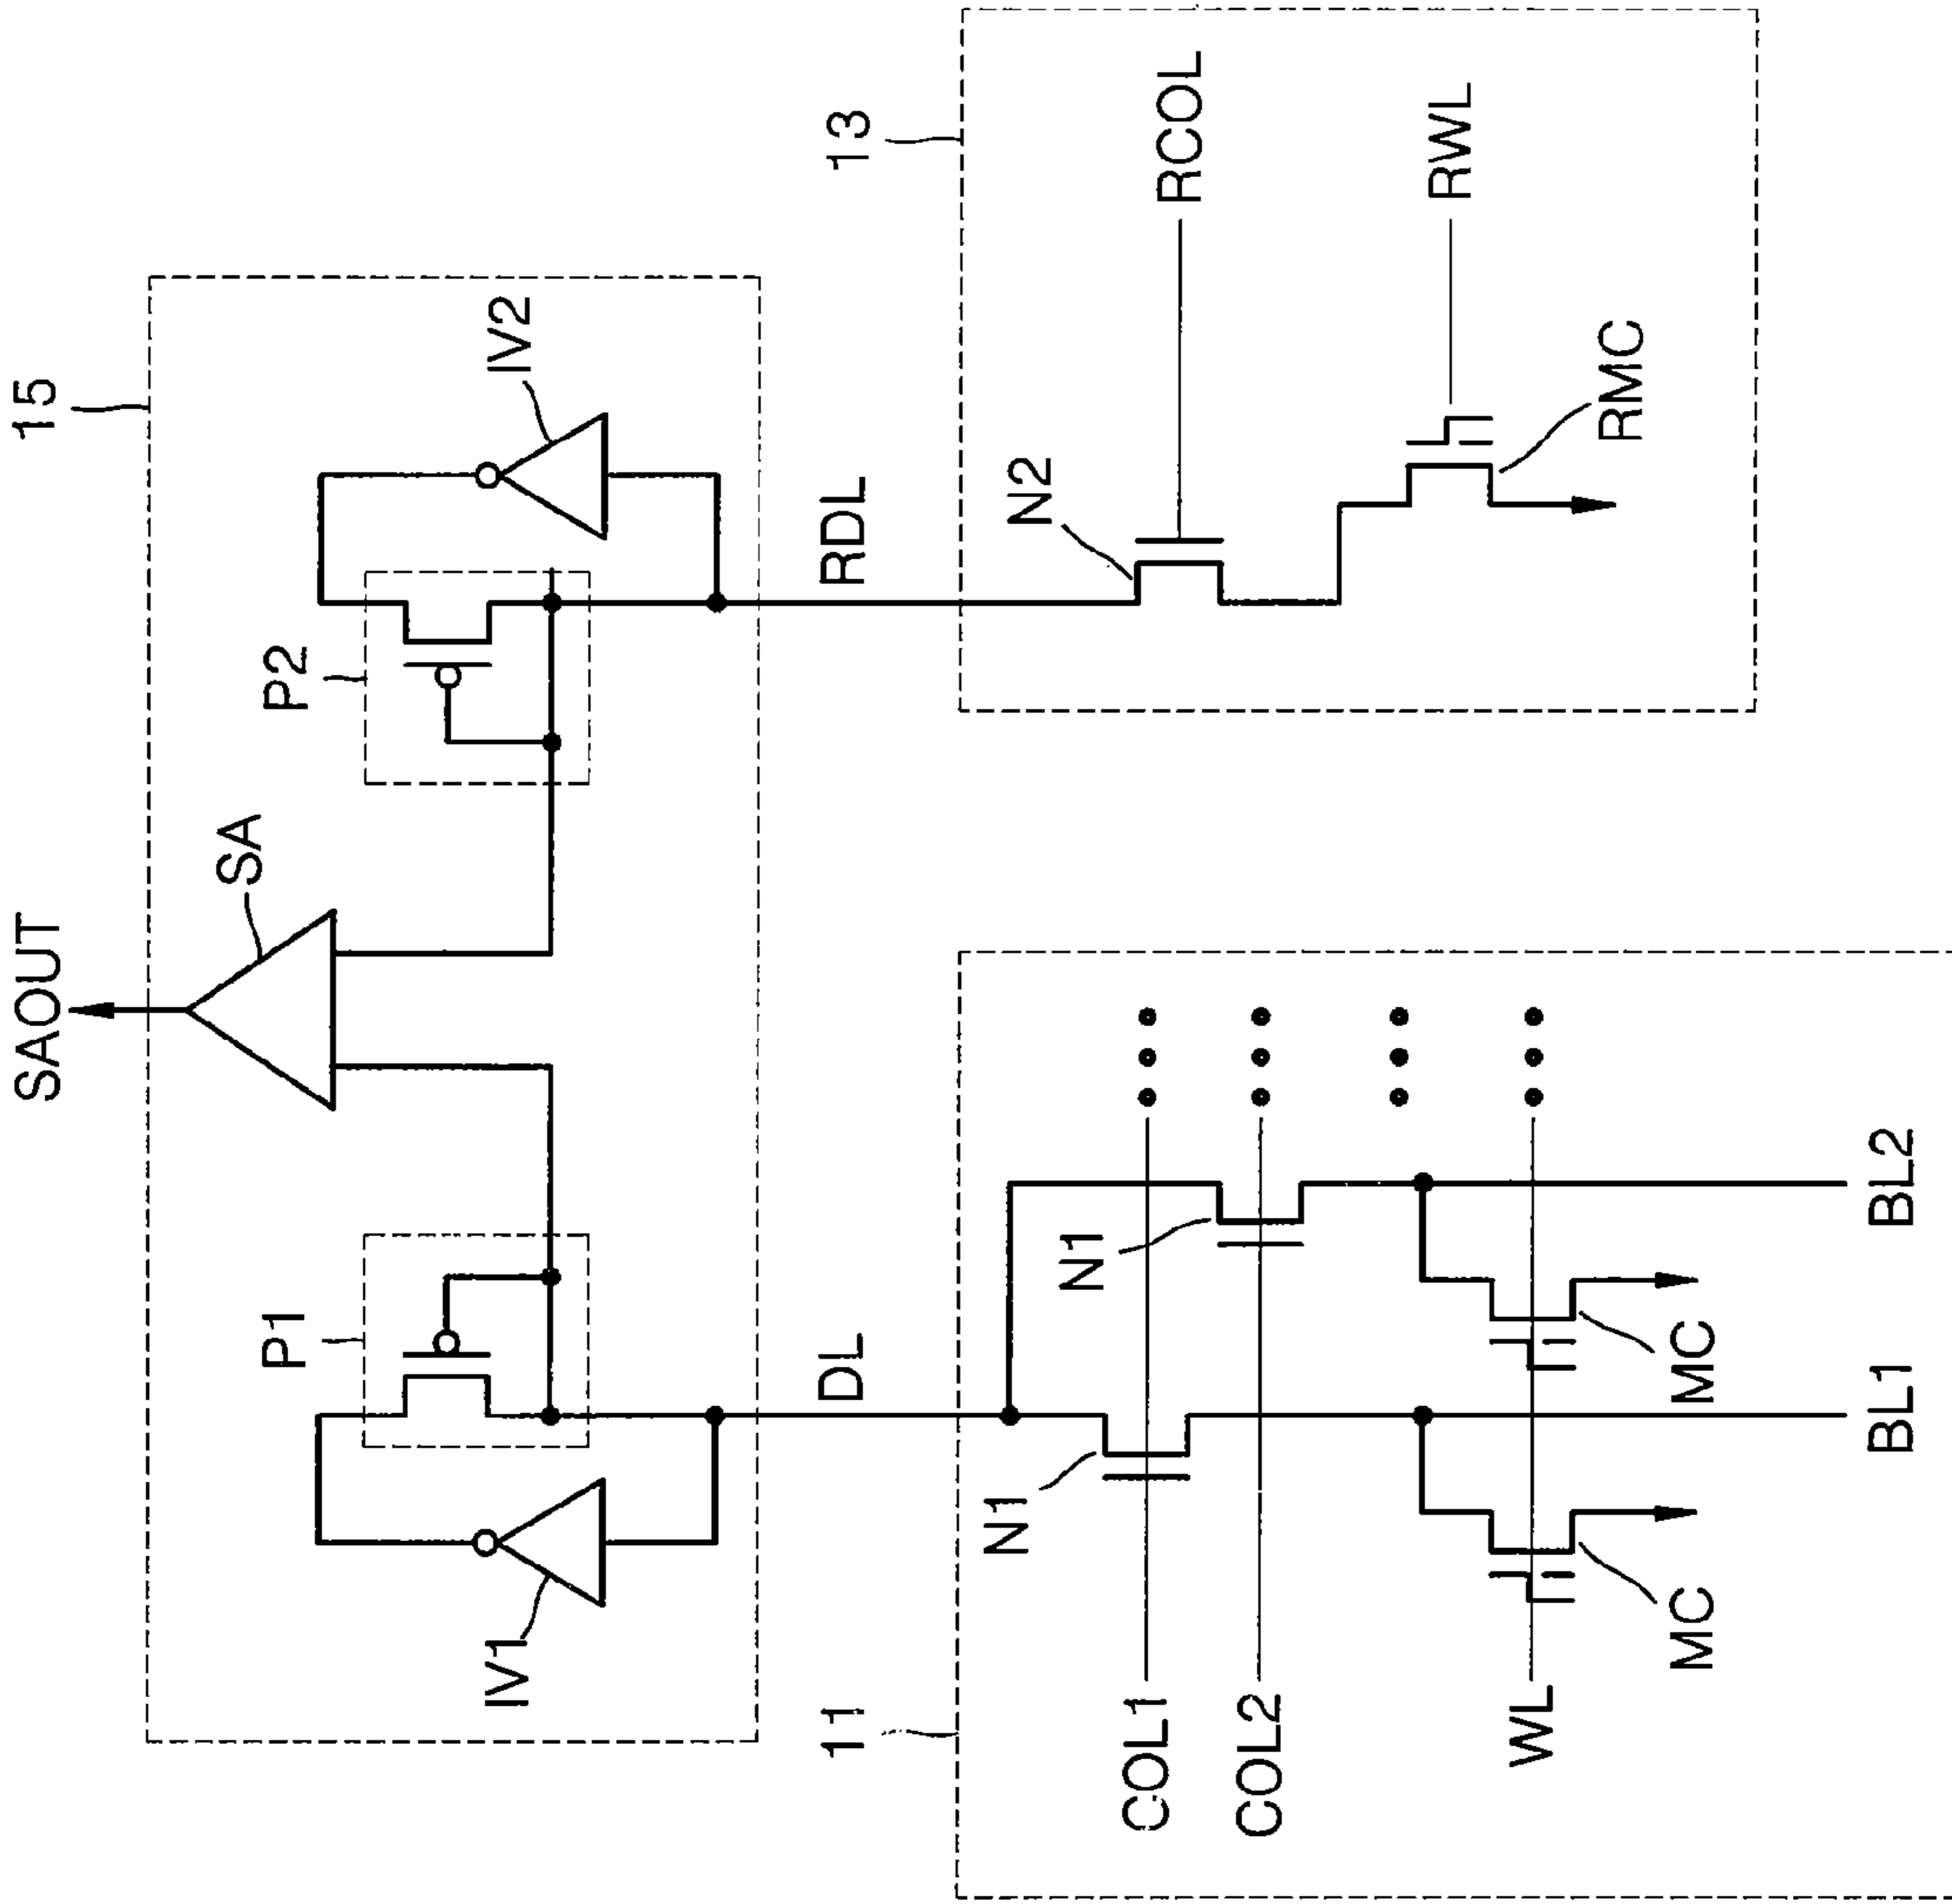 SAOUT
15
SA
P1
P2
IV1
IV2
DL
RDL
11
13
N1
N1
N2
COL1
COL2
RCOL
WL
RWL
MC
MC
RMC
BL1
BL2